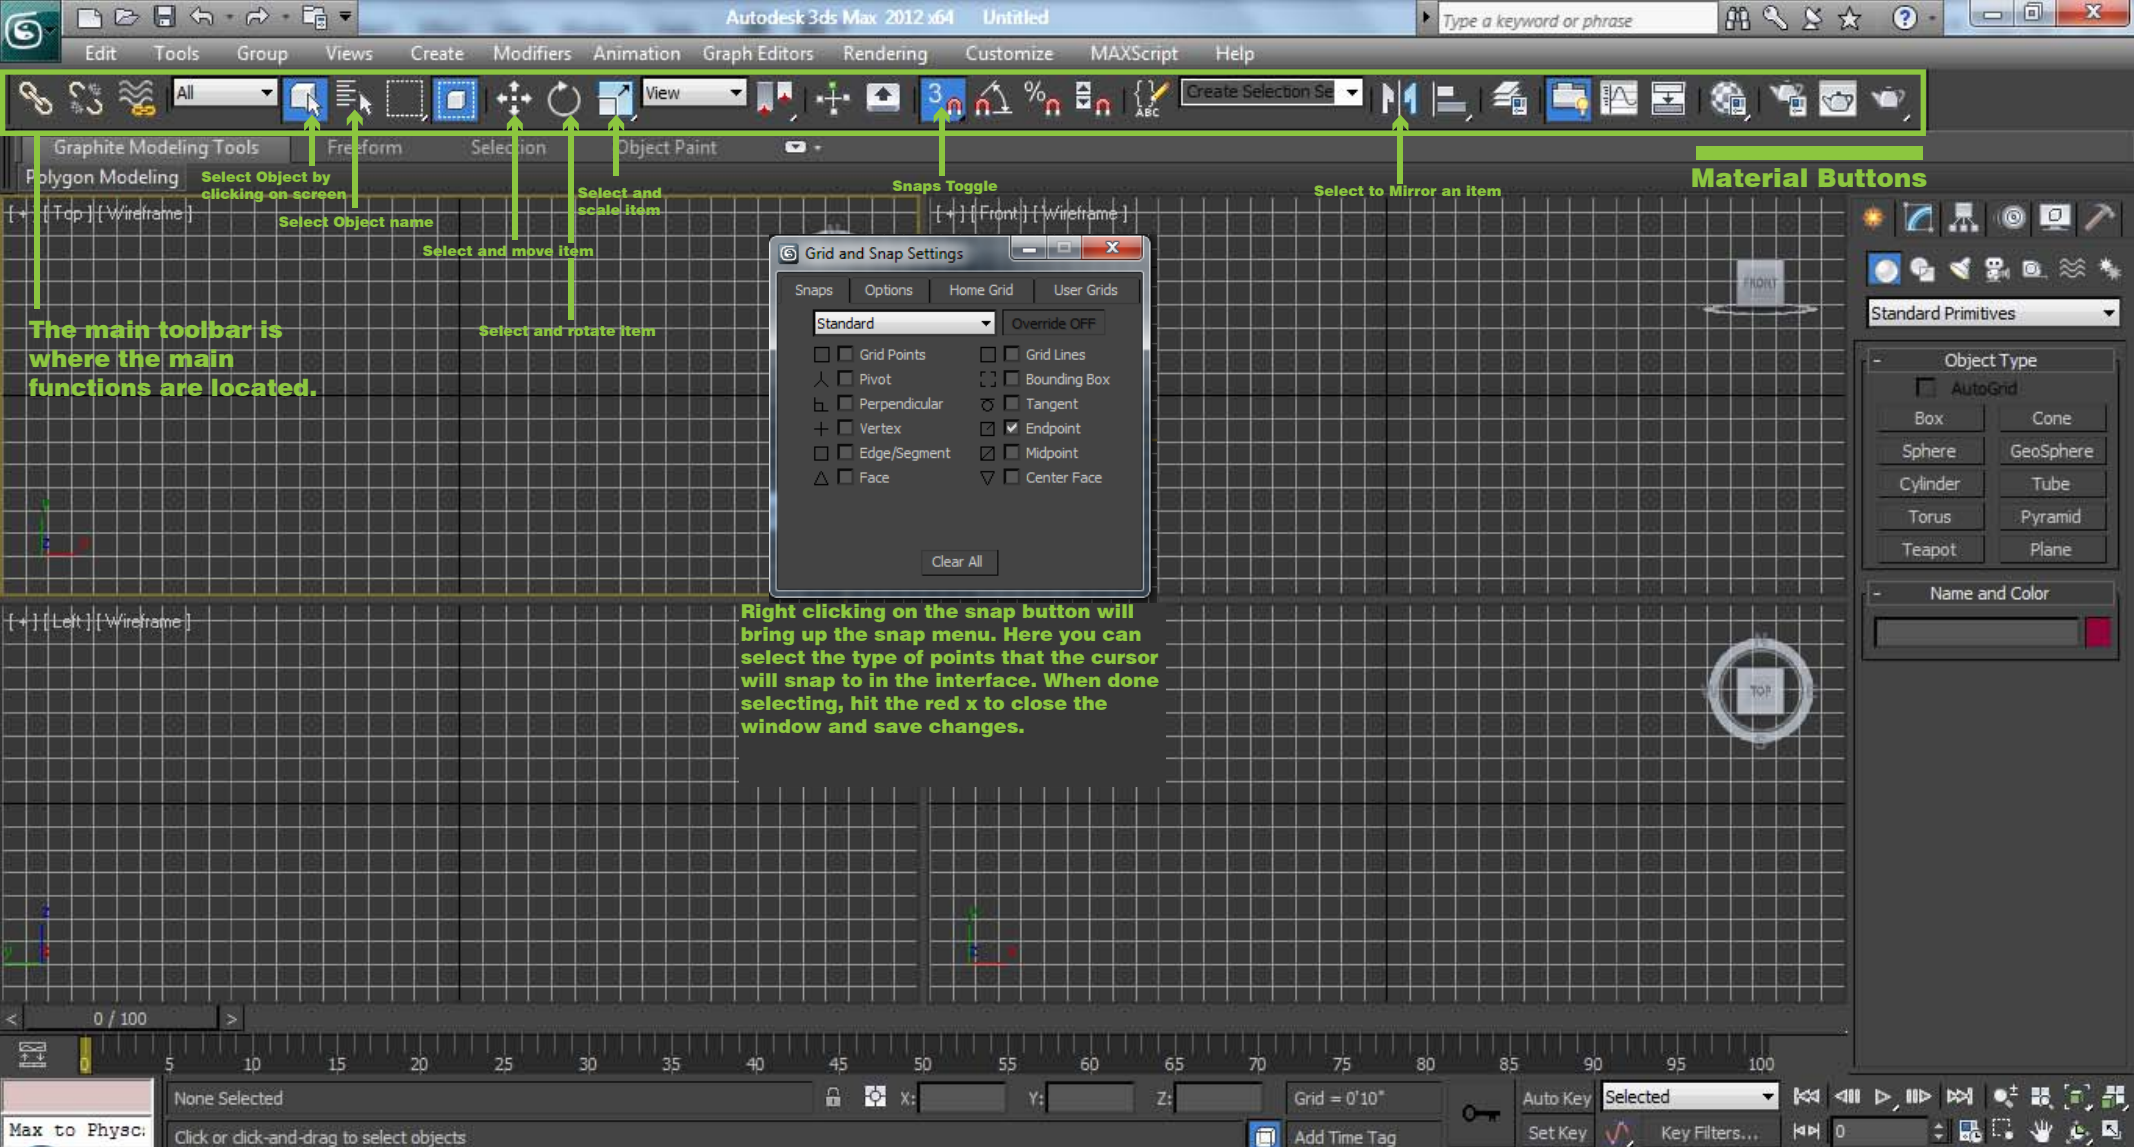 Autodesk 3ds Max 2012 x64 Untitled
Type a keyword or phrase
Edit Tools Group Views Create Modifiers Animation Graph Editors Rendering Customize MAXScript Help
All
View
3
%
ABC
Create Selection Se
Graphite Modeling Tools Freeform Selection Object Paint
Polygon Modeling
Select Object by
clicking on screen
Select Object name
Select and move item
Select and
scale item
Select and rotate item
Snaps Toggle
Select to Mirror an item
Material Buttons
The main toolbar is
where the main
functions are located.
[ + ] [ Top ] [ Wireframe ]
[ + ] [ Front ] [ Wireframe ]
FRONT
Grid and Snap Settings
Snaps Options Home Grid User Grids
Standard Override OFF
Grid Points Grid Lines
Pivot Bounding Box
Perpendicular Tangent
Vertex Endpoint
Edge/Segment Midpoint
Face Center Face
Clear All
Right clicking on the snap button will
bring up the snap menu. Here you can
select the type of points that the cursor
will snap to in the interface. When done
selecting, hit the red x to close the
window and save changes.
Standard Primitives
- Object Type
AutoGrid
Box Cone
Sphere GeoSphere
Cylinder Tube
Torus Pyramid
Teapot Plane
- Name and Color
[ + ] [ Left ] [ Wireframe ]
TOP
< 0 / 100 >
0 5 10 15 20 25 30 35 40 45 50 55 60 65 70 75 80 85 90 95 100
None Selected X: Y: Z: Grid = 0'10" Auto Key Selected
Max to Physc:
Click or click-and-drag to select objects Add Time Tag Set Key Key Filters... 0